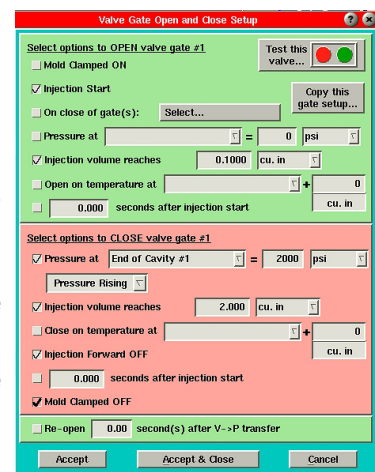 Valve Gate Open and Close Setup ?
Select options to OPEN valve gate #1
Test this
valve...
Mold Clamped ON
Injection Start
Copy this
gate setup...
On close of gate(s): Select...
Pressure at = 0 psi
Injection volume reaches 0.1000 cu. in
Open on temperature at + 0
cu. in
0.000 seconds after injection start
Select options to CLOSE valve gate #1
Pressure at End of Cavity #1 = 2000 psi
Pressure Rising
Injection volume reaches 2.000 cu. in
Close on temperature at + 0
Injection Forward OFF cu. in
0.000 seconds after injection start
Mold Clamped OFF
Re-open 0.00 second(s) after V->P transfer
Accept Accept & Close Cancel